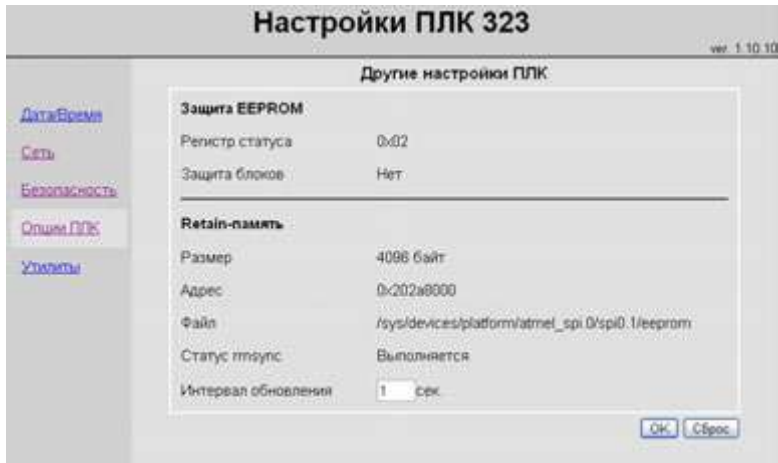 Настройки ПЛК 323
ver. 1.10.10
Другие настройки ПЛК
Дата/Время
Сеть
Безопасность
Опции ПЛК
Утилиты
Защита EEPROM
Регистр статуса 0x02
Защита блоков Нет
Retain-память
Размер 4096 байт
Адрес 0x202a8000
Файл /sys/devices/platform/atmel_spi.0/spi0.1/eeprom
Статус rmsync Выполняется
Интервал обновления 1 сек.
OK Сброс